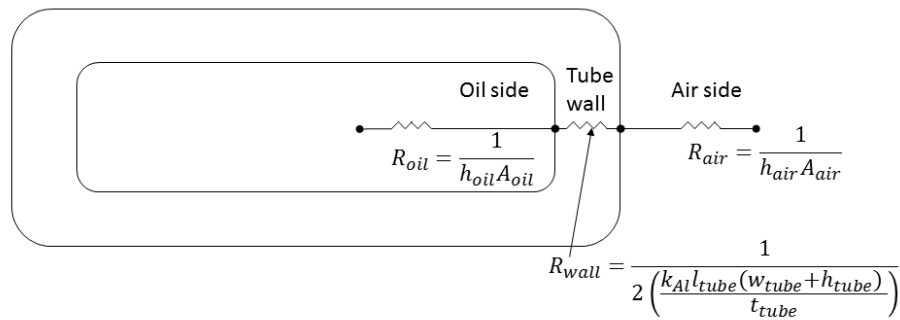 Oil side
Tube
wall
Air side
R_oil = 1 / (h_oil A_oil)
R_air = 1 / (h_air A_air)
R_wall = 1 / (2 (k_Al l_tube (w_tube + h_tube) / t_tube))